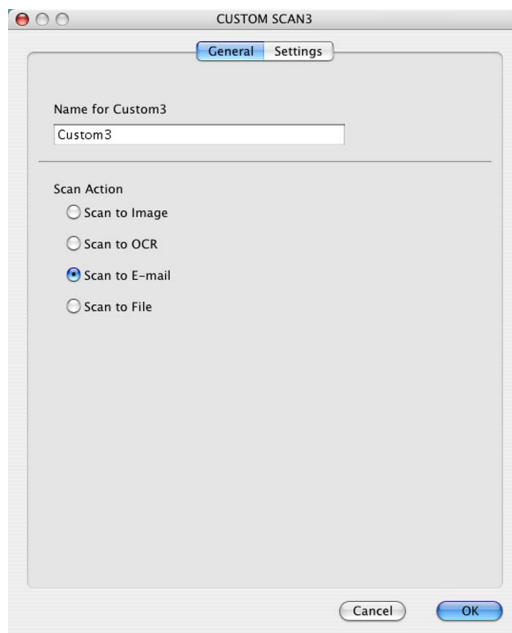 CUSTOM SCAN3
General Settings
Name for Custom3
Custom3
Scan Action
Scan to Image
Scan to OCR
Scan to E-mail
Scan to File
Cancel OK